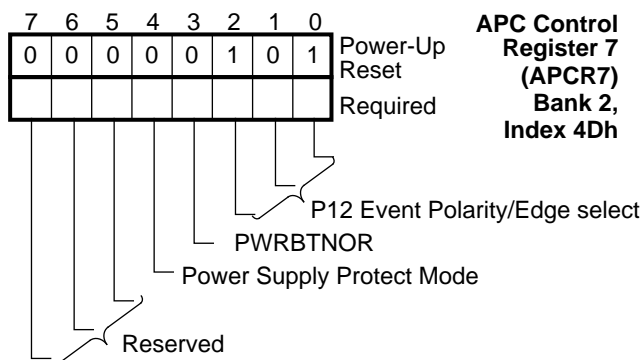 7 6 5 4 3 2 1 0
0 0 0 0 0 1 0 1
Power-Up
Reset
Required
APC Control
Register 7
(APCR7)
Bank 2,
Index 4Dh
P12 Event Polarity/Edge select
PWRBTNOR
Power Supply Protect Mode
Reserved